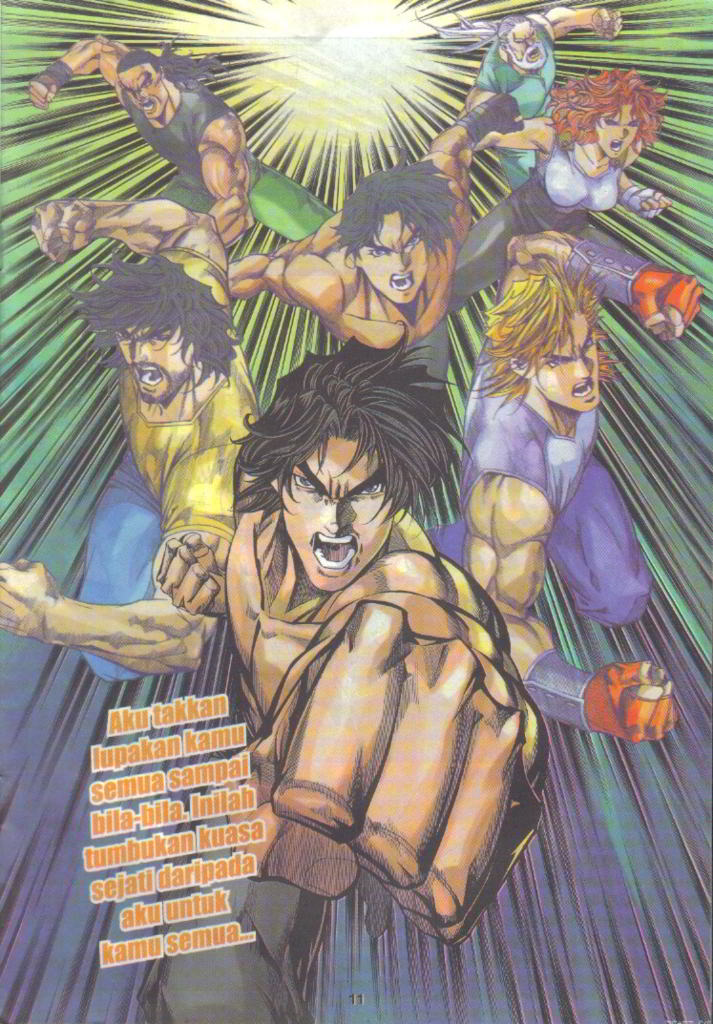 Aku takkan
lupakan kamu
semua sampai
bila-bila. Inilah
tumbukan kuasa
sejati daripada
aku untuk
kamu semua...
11